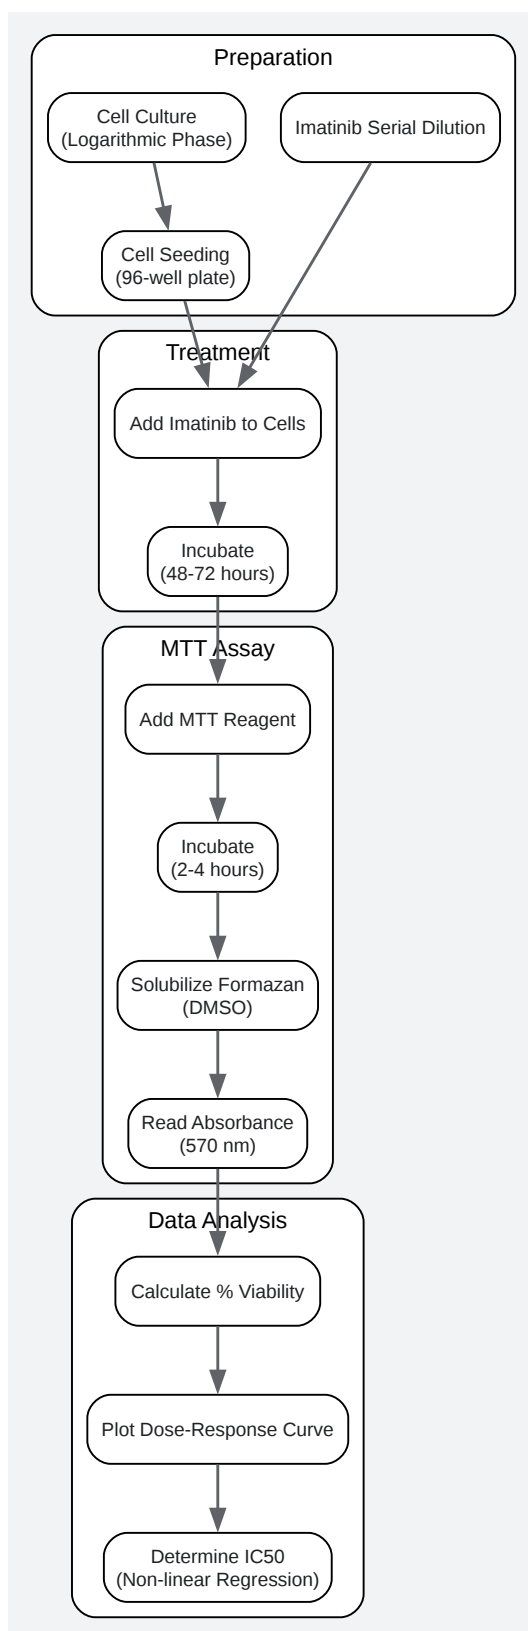 Preparation
Cell Culture
(Logarithmic Phase)
Imatinib Serial Dilution
Cell Seeding
(96-well plate)
Treatment
Add Imatinib to Cells
Incubate
(48-72 hours)
MTT Assay
Add MTT Reagent
Incubate
(2-4 hours)
Solubilize Formazan
(DMSO)
Read Absorbance
(570 nm)
Data Analysis
Calculate % Viability
Plot Dose-Response Curve
Determine IC50
(Non-linear Regression)